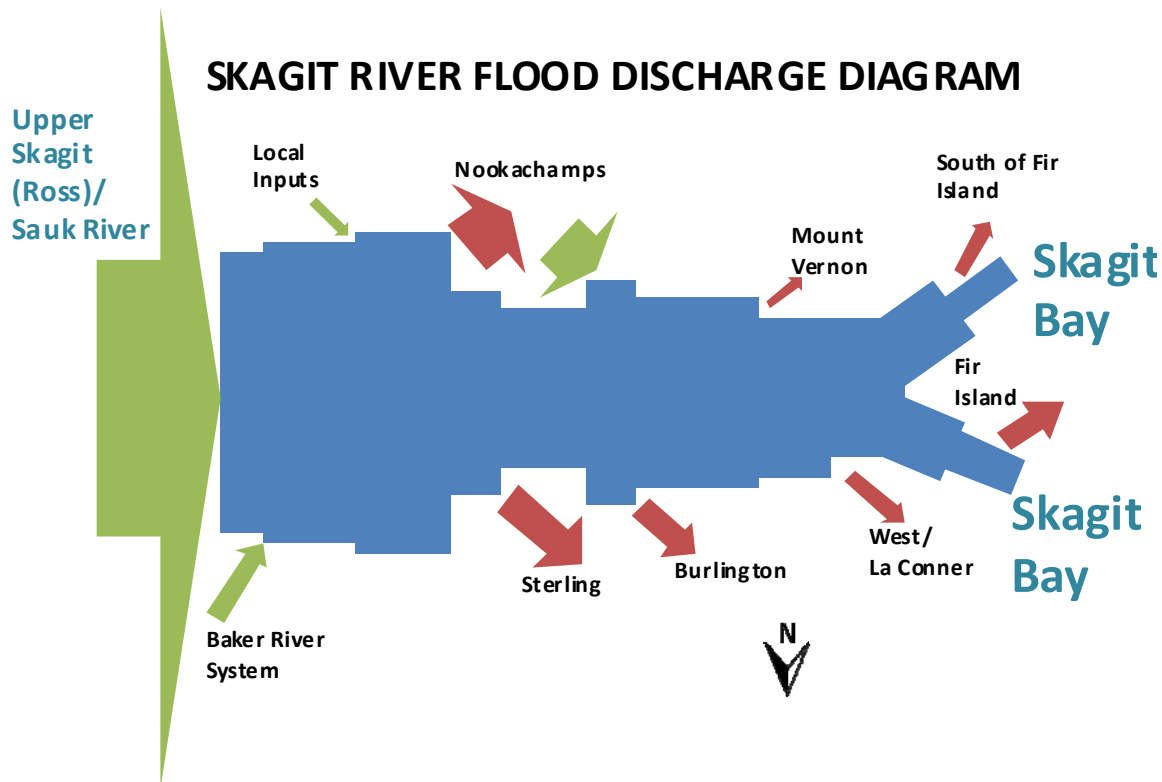 SKAGIT RIVER FLOOD DISCHARGE DIAGRAM
Upper
Skagit
(Ross)/
Sauk River
Local
Inputs
Nookachamps
South of Fir
Island
Mount
Vernon
Skagit
Bay
Fir
Island
Skagit
Bay
West/
La Conner
Burlington
Sterling
Baker River
System
N